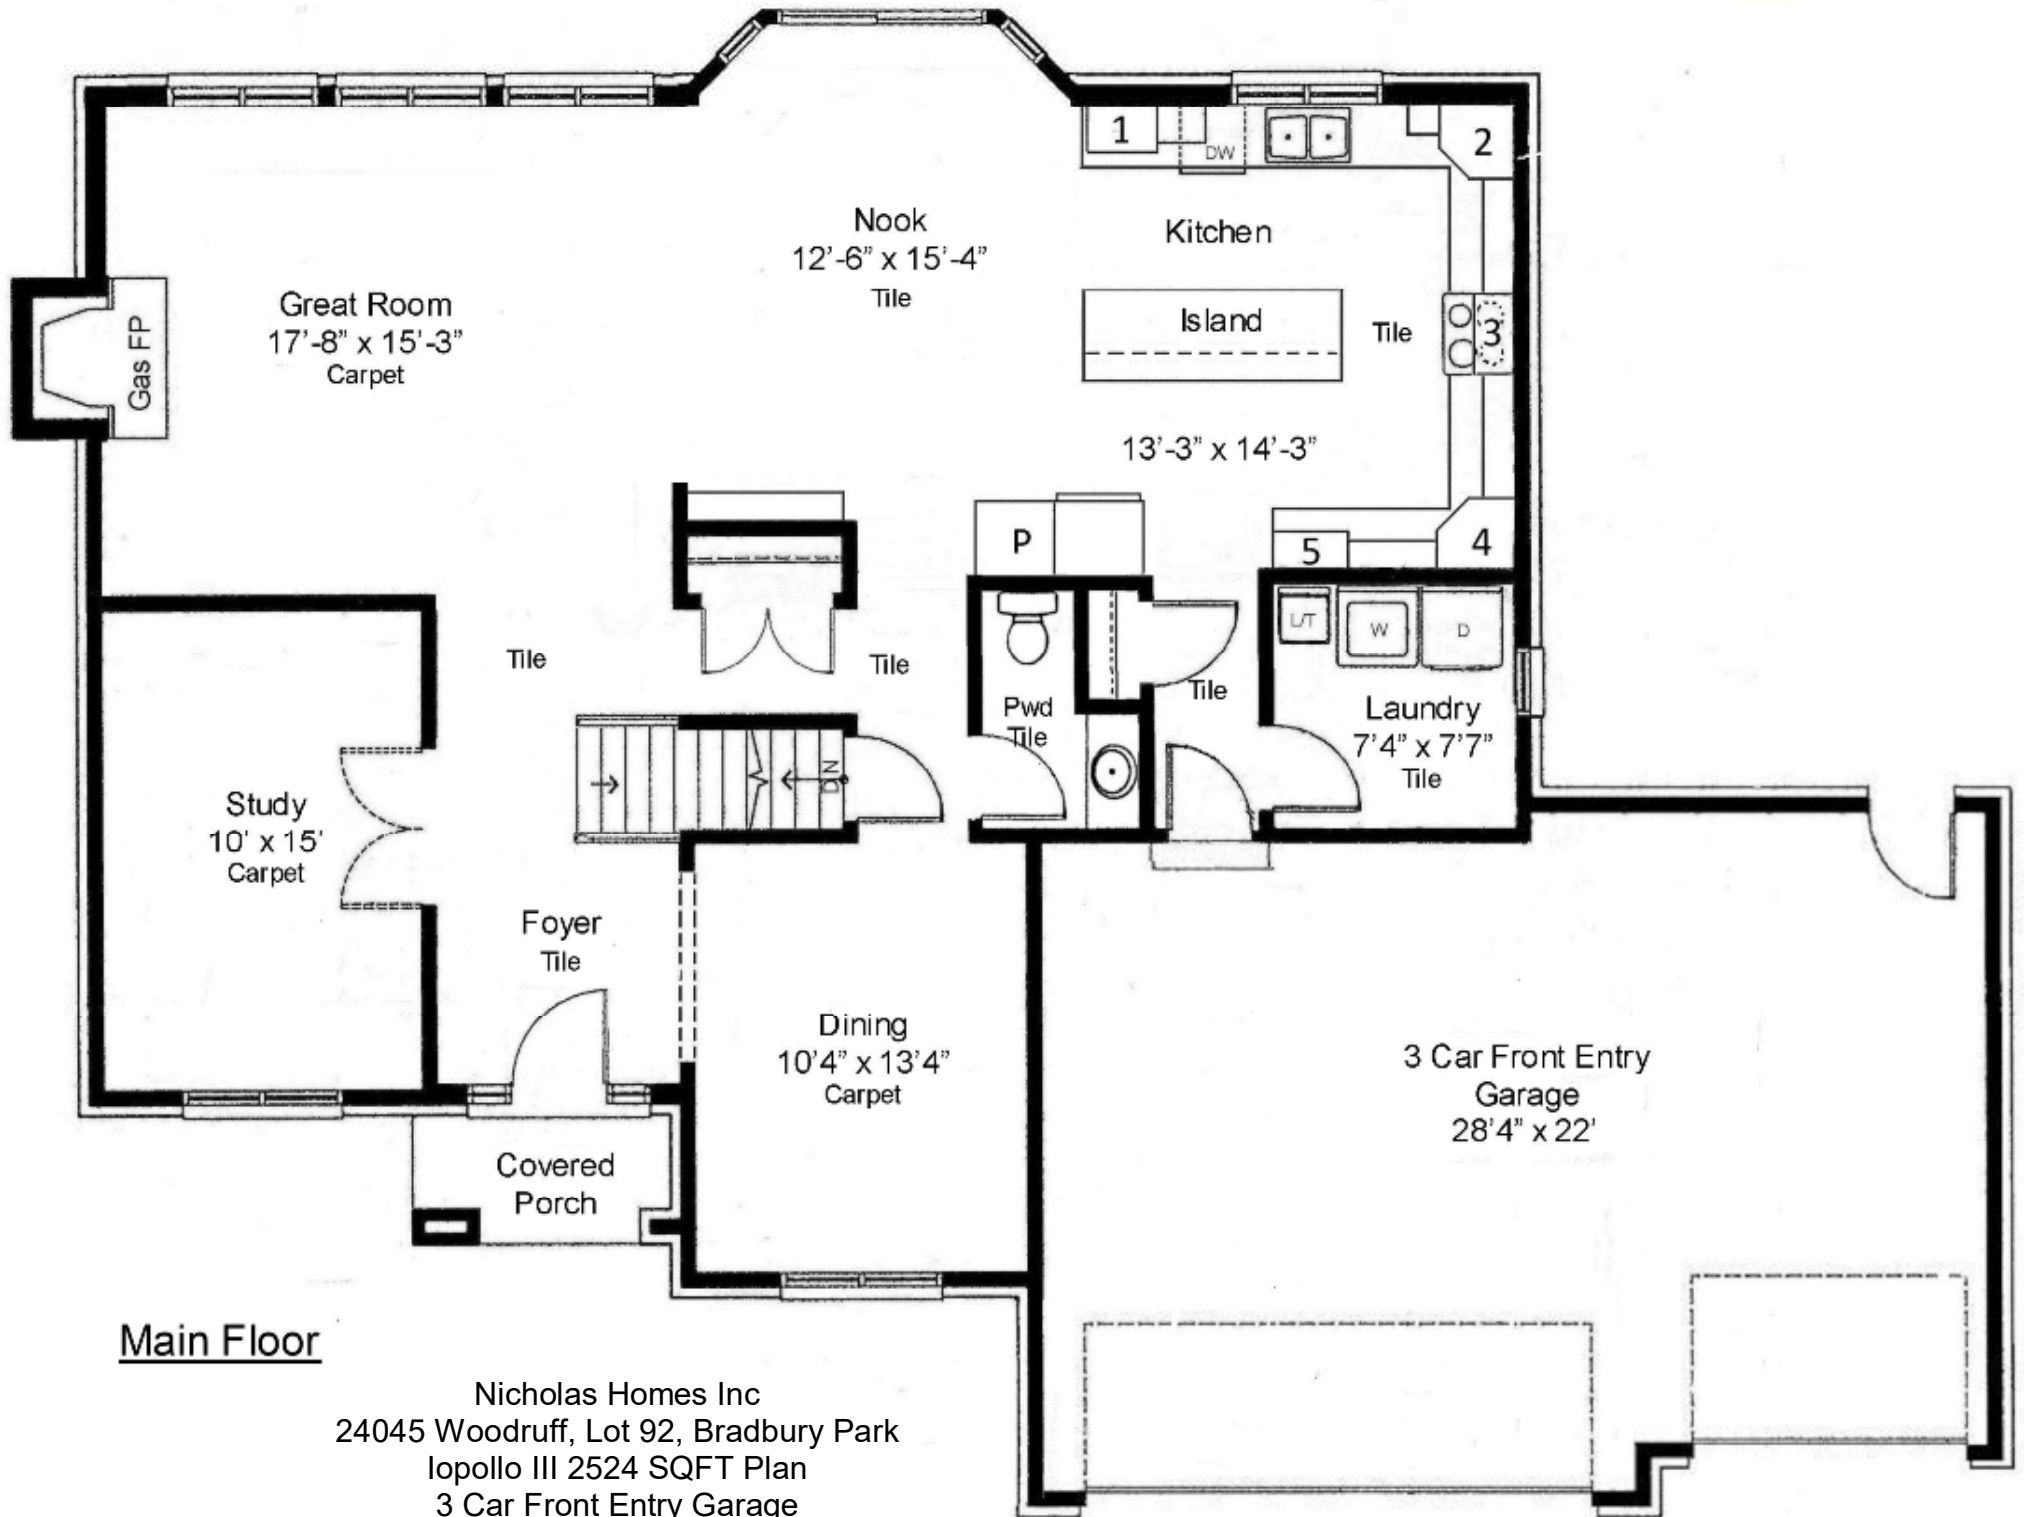 Nook
12'-6" x 15'-4"
Tile
Great Room
17'-8" x 15'-3"
Carpet
Gas FP
Kitchen
Island
Tile
13'-3" x 14'-3"
1
DW
2
3
4
5
P
L/T
W
D
Laundry
7'4" x 7'7"
Tile
Tile
Pwd
Tile
Tile
Tile
DN
Study
10' x 15'
Carpet
Foyer
Tile
Dining
10'4" x 13'4"
Carpet
3 Car Front Entry
Garage
28'4" x 22'
Covered
Porch
Main Floor
Nicholas Homes Inc
24045 Woodruff, Lot 92, Bradbury Park
Iopollo III 2524 SQFT Plan
3 Car Front Entry Garage